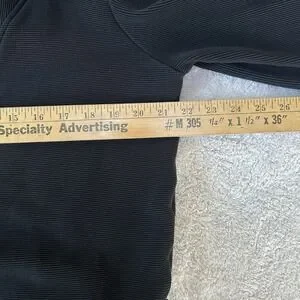 15 16 17 18 19 20 21 22 23 24 25 26
Specialty Advertising #M 305 1/4" x 1 1/2" x 36"